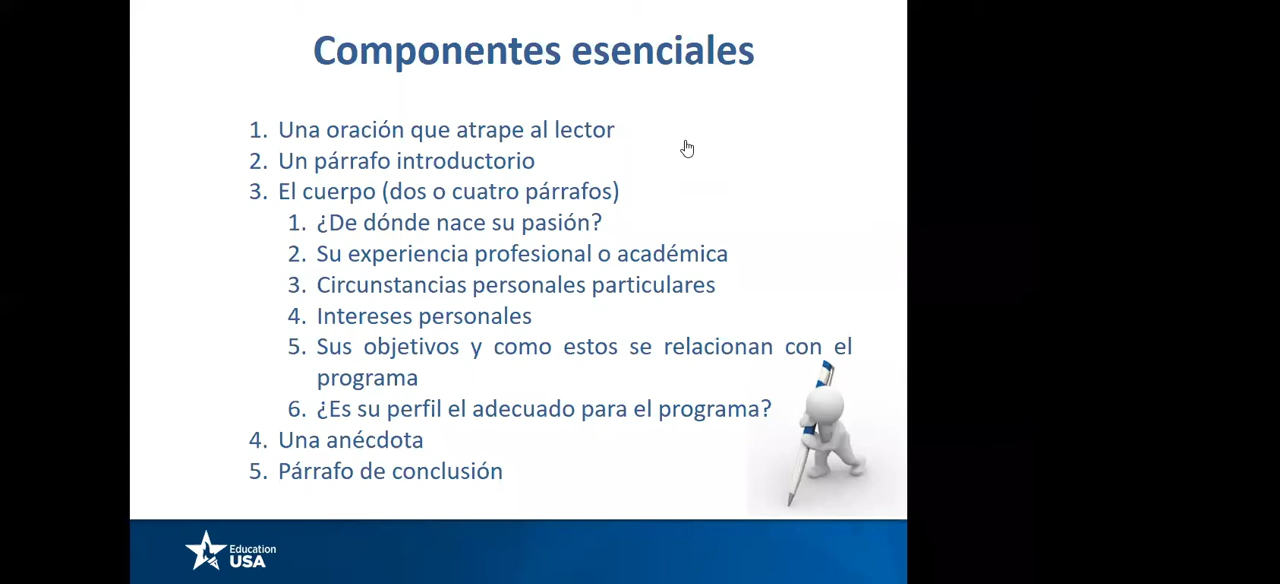 Componentes esenciales
1. Una oración que atrape al lector
2. Un párrafo introductorio
3. El cuerpo (dos o cuatro párrafos)
1. ¿De dónde nace su pasión?
2. Su experiencia profesional o académica
3. Circunstancias personales particulares
4. Intereses personales
5. Sus objetivos y como estos se relacionan con el
programa
6. ¿Es su perfil el adecuado para el programa?
4. Una anécdota
5. Párrafo de conclusión
Education
USA